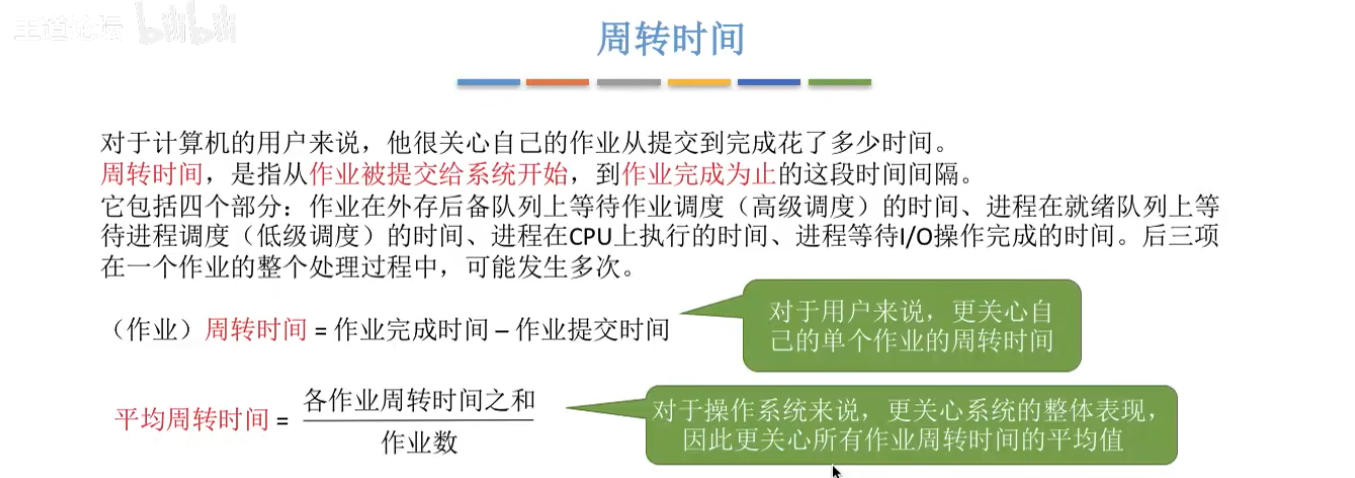 王道论坛 bilibili
周转时间
对于计算机的用户来说，他很关心自己的作业从提交到完成花了多少时间。
周转时间，是指从作业被提交给系统开始，到作业完成为止的这段时间间隔。
它包括四个部分：作业在外存后备队列上等待作业调度（高级调度）的时间、进程在就绪队列上等
待进程调度（低级调度）的时间、进程在CPU上执行的时间、进程等待I/O操作完成的时间。后三项
在一个作业的整个处理过程中，可能发生多次。
（作业）周转时间 = 作业完成时间 – 作业提交时间
对于用户来说，更关心自
己的单个作业的周转时间
平均周转时间 =
各作业周转时间之和
作业数
对于操作系统来说，更关心系统的整体表现，
因此更关心所有作业周转时间的平均值